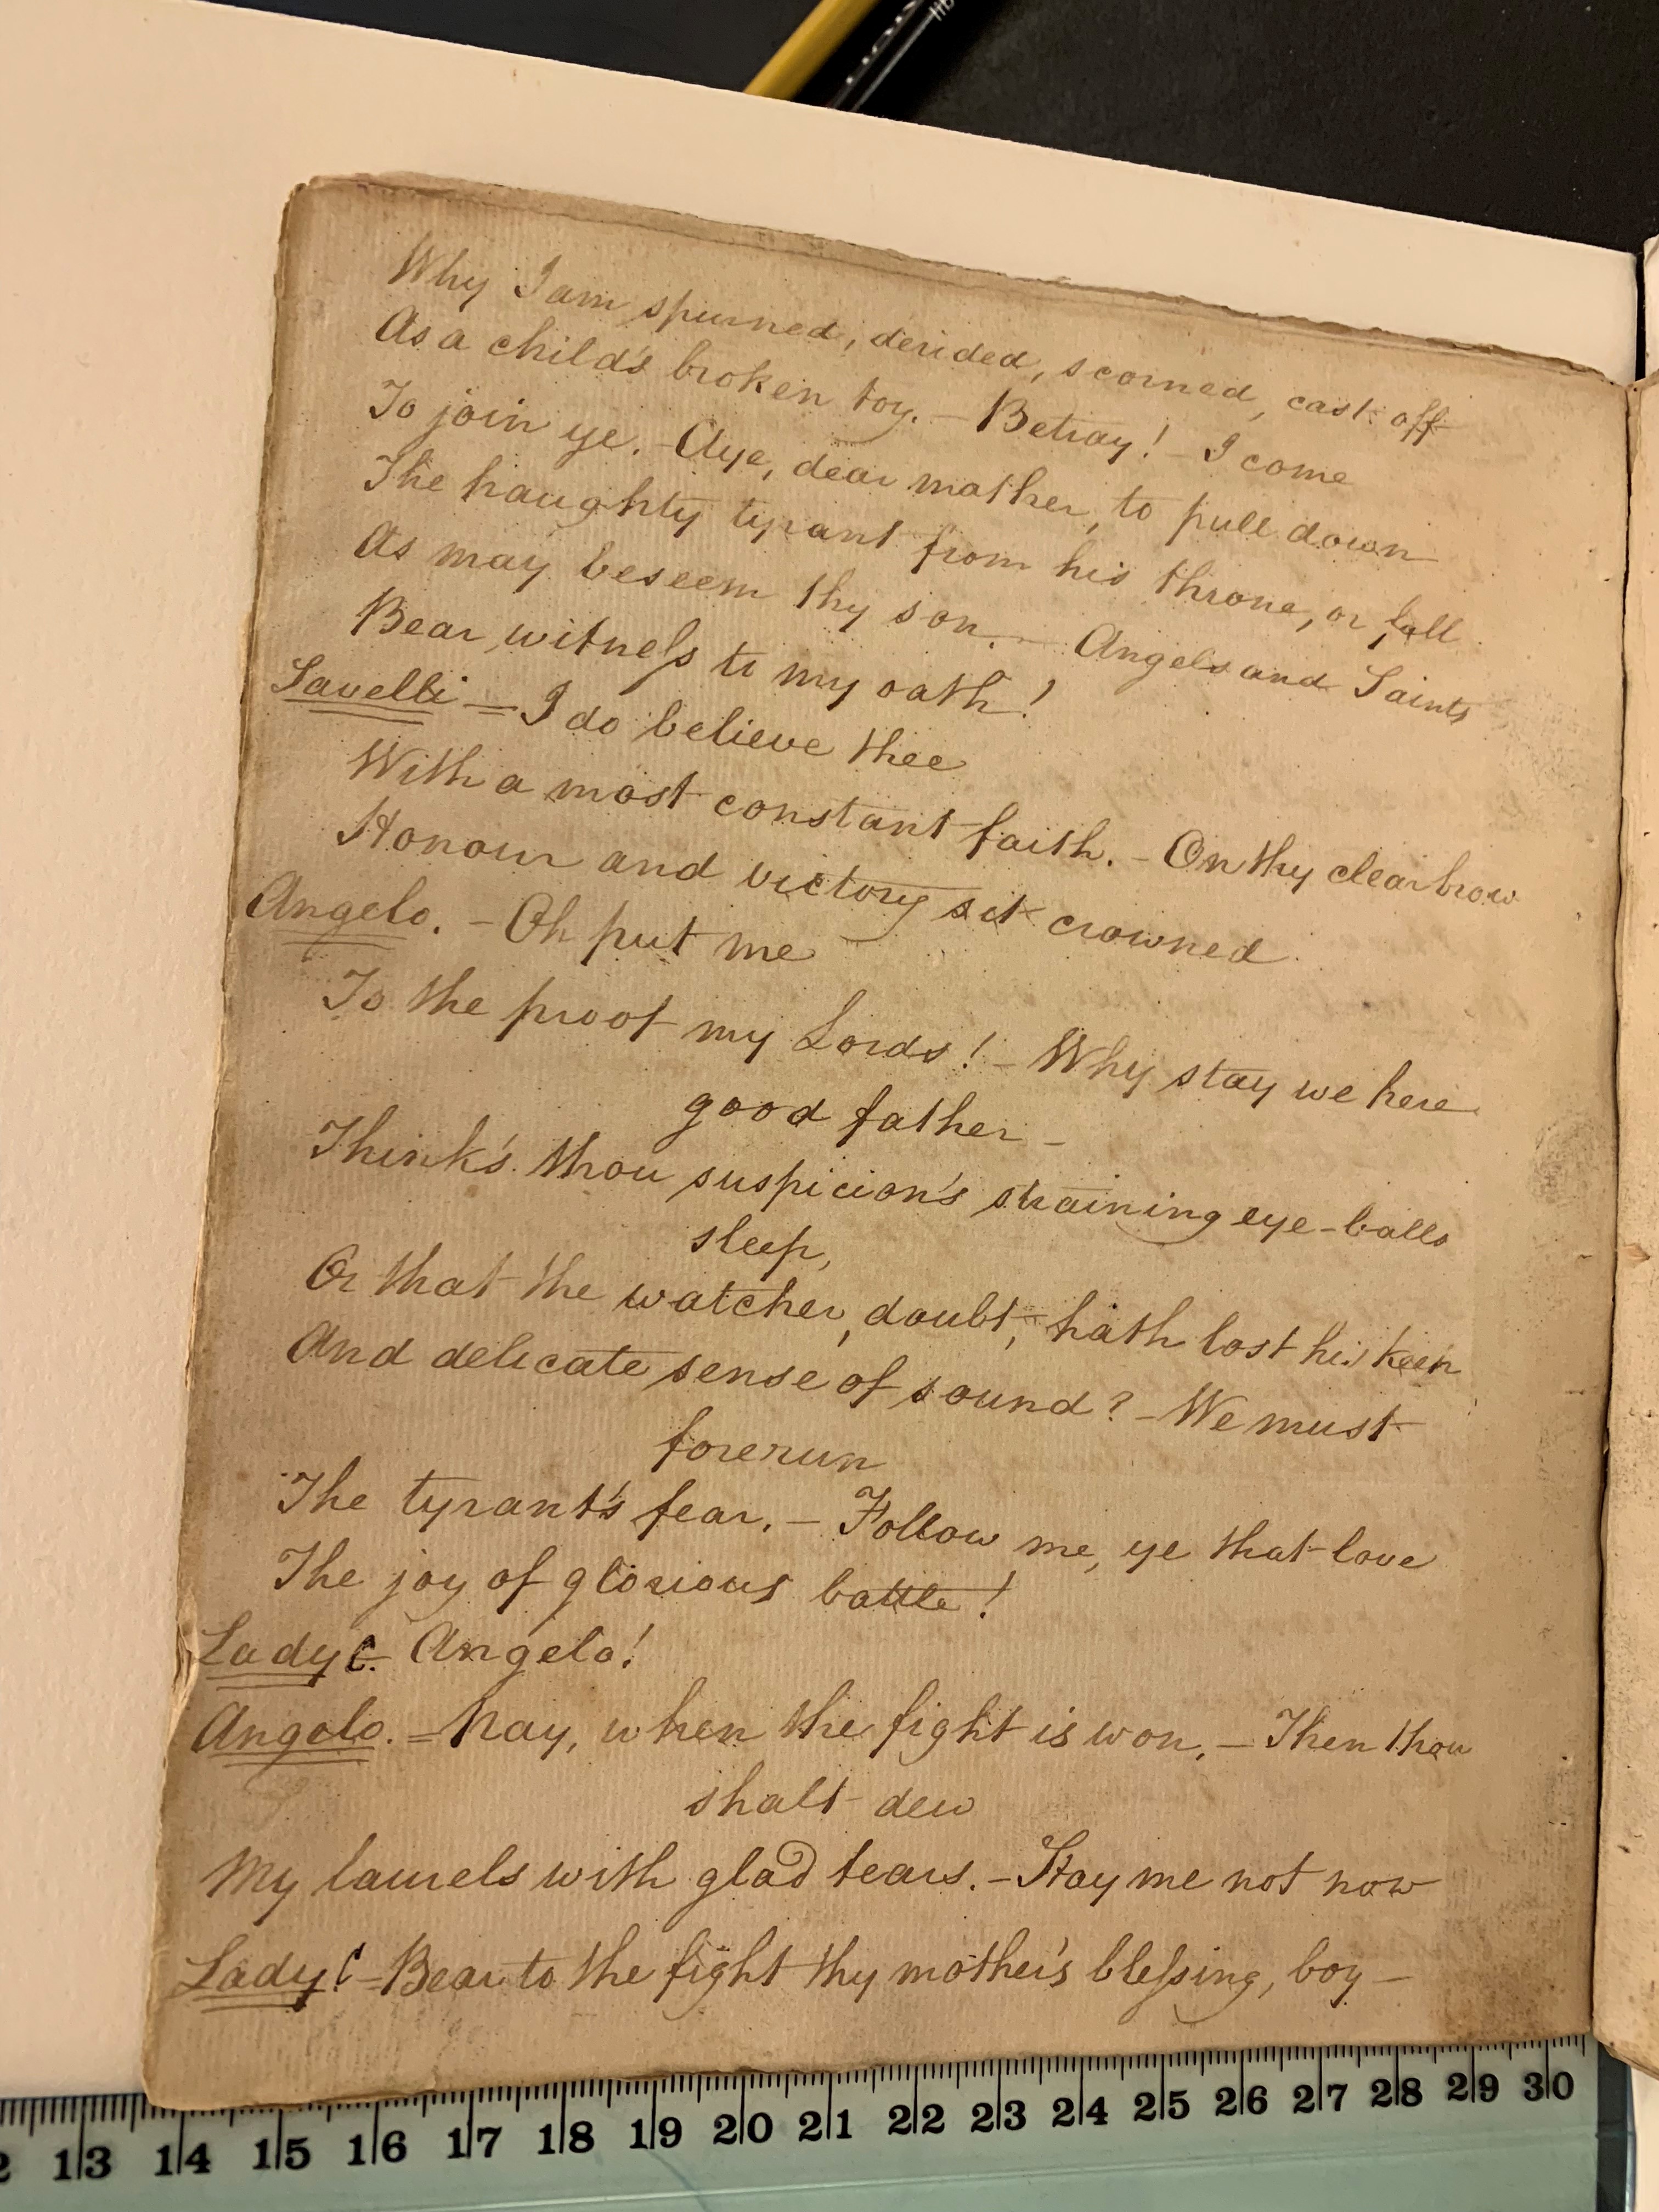 Why I am spurned, derided, scorned, cast off
As a child's broken toy. – Betray! – I come
To join ye. – Aye, dear mother, to pull down
The haughty tyrant from his throne, or fall
As may beseem thy son. – Angels and Saints
Bear witneſs to my oath!
Savelli = I do believe thee
With a most constant faith. – On thy clear brow
Honour and victory sit crowned
Angelo. – Oh put me
To the proof my Lords! – Why stay we here
good father –
Think's thou suspicion's straining eye-balls
sleep,
Or that the watcher, doubt, hath lost his keen
And delicate sense of sound? – We must
forerun
The tyrant's fear. – Follow me, ye that love
The joy of glorious battle!
Lady C. Angelo!
Angelo. = Nay, when the fight is won. – Then thou
shalt dew
My laurels with glad tears. – Stay me not now
Lady C = Bear to the fight thy mother's bleſsing, boy –
HB
13 14 15 16 17 18 19 20 21 22 23 24 25 26 27 28 29 30